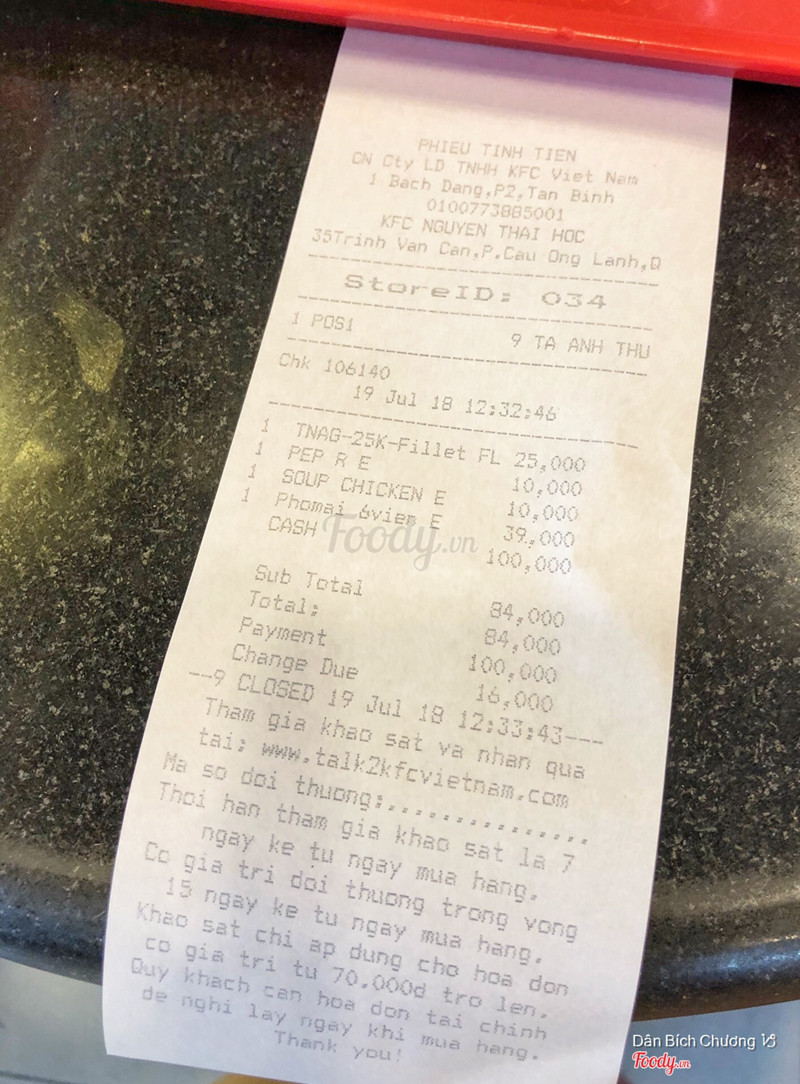 PHIEU TINH TIEN
CN Cty LD TNHH KFC Viet Nam
1 Bach Dang,P2,Tan Binh
0100773885001
KFC NGUYEN THAI HOC
35Trinh Van Can,P.Cau Ong Lanh,Q
StoreID: 034
1 POS1 9 TA ANH THU
Chk 106140
19 Jul 18 12:32:46
1 TNAG-25K-Fillet FL 25,000
1 PEP R E 10,000
1 SOUP CHICKEN E 10,000
1 Phomai 6vien E 39,000
CASH 100,000
Sub Total 84,000
Total: 84,000
Payment 100,000
Change Due 16,000
--9 CLOSED 19 Jul 18 12:33:43---
Tham gia khao sat va nhan qua
tai: www.talk2kfcvietnam.com
Ma so doi thuong:...............
Thoi han tham gia khao sat la 7
ngay ke tu ngay mua hang.
Co gia tri doi thuong trong vong
15 ngay ke tu ngay mua hang.
Khao sat chi ap dung cho hoa don
co gia tri tu 70.000d tro len.
Quy khach can hoa don tai chinh
de nghi lay ngay khi mua hang.
Thank you!
Foody.vn
Dân Bích Chương
Foody.vn